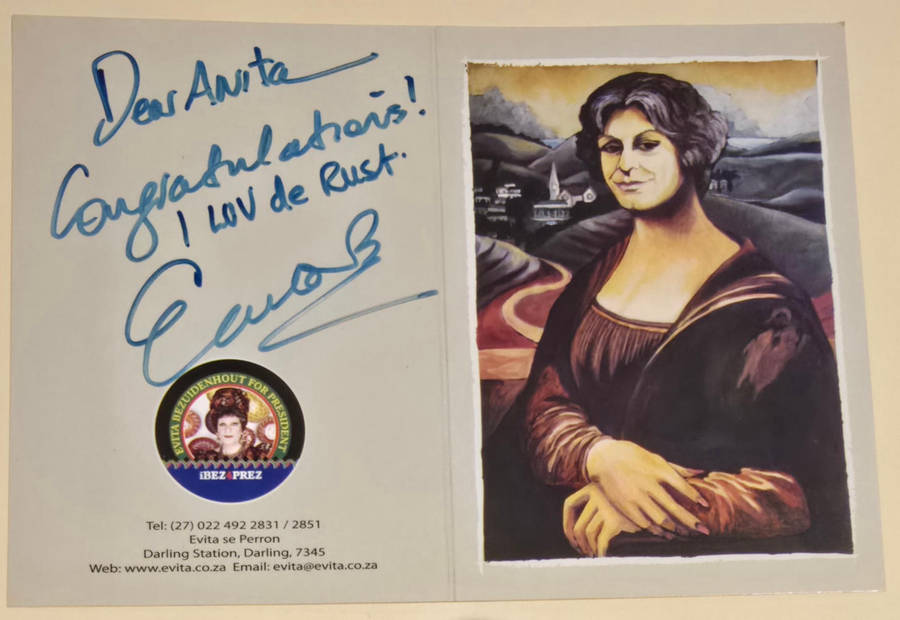 Dear Anita
Congratulations!
I LUV de Rust.
EVITA BEZUIDENHOUT FOR PRESIDENT
iBEZ4PREZ
Tel: (27) 022 492 2831 / 2851
Evita se Perron
Darling Station, Darling, 7345
Web: www.evita.co.za Email: evita@evita.co.za